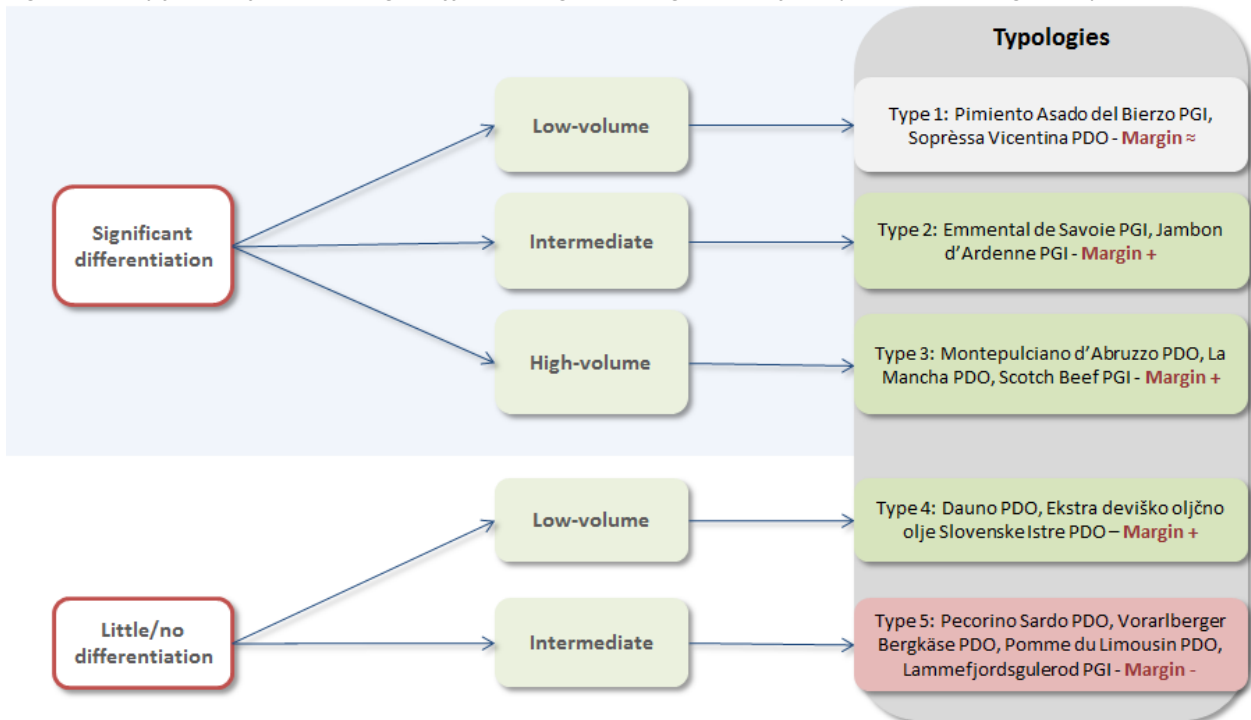 Typologies
Significant
differentiation
Low-volume
Type 1: Pimiento Asado del Bierzo PGI,
Soprèssa Vicentina PDO - Margin ≈
Intermediate
Type 2: Emmental de Savoie PGI, Jambon
d'Ardenne PGI - Margin +
High-volume
Type 3: Montepulciano d'Abruzzo PDO, La
Mancha PDO, Scotch Beef PGI - Margin +
Little/no
differentiation
Low-volume
Type 4: Dauno PDO, Ekstra deviško oljčno
olje Slovenske Istre PDO – Margin +
Intermediate
Type 5: Pecorino Sardo PDO, Vorarlberger
Bergkäse PDO, Pomme du Limousin PDO,
Lammefjordsgulerod PGI - Margin -